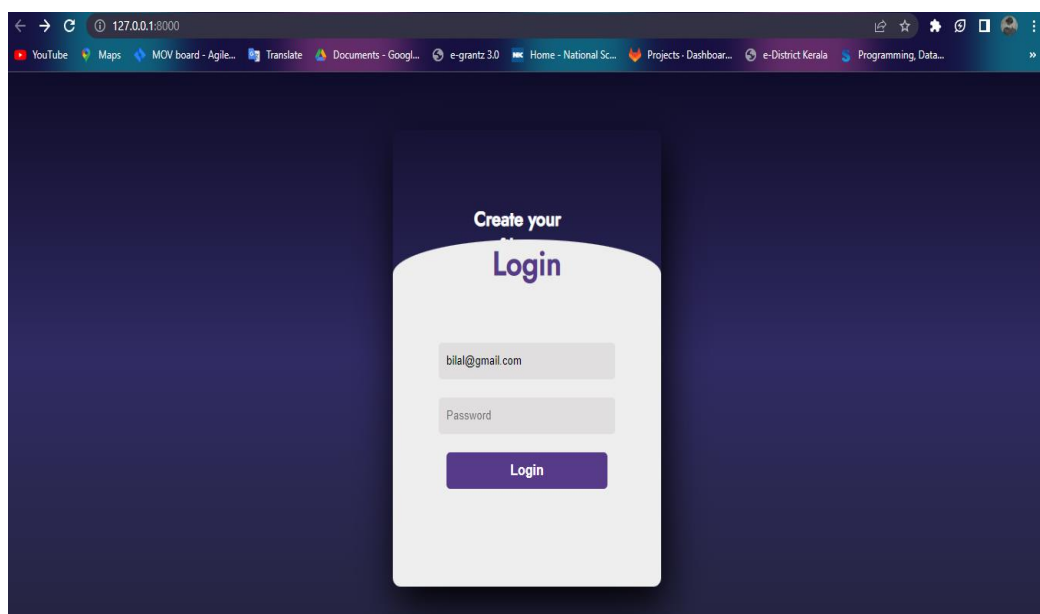 127.0.0.1:8000
YouTube Maps MOV board - Agile... Translate Documents - Googl... e-grantz 3.0 Home - National Sc... Projects · Dashboar... e-District Kerala Programming, Data... »
Create your
Login
bilal@gmail.com
Password
Login